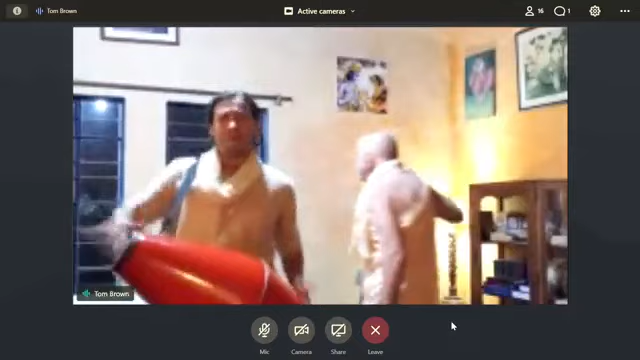 Tom Brown
Active cameras
16
1
Tom Brown
Mic
Camera
Share
Leave